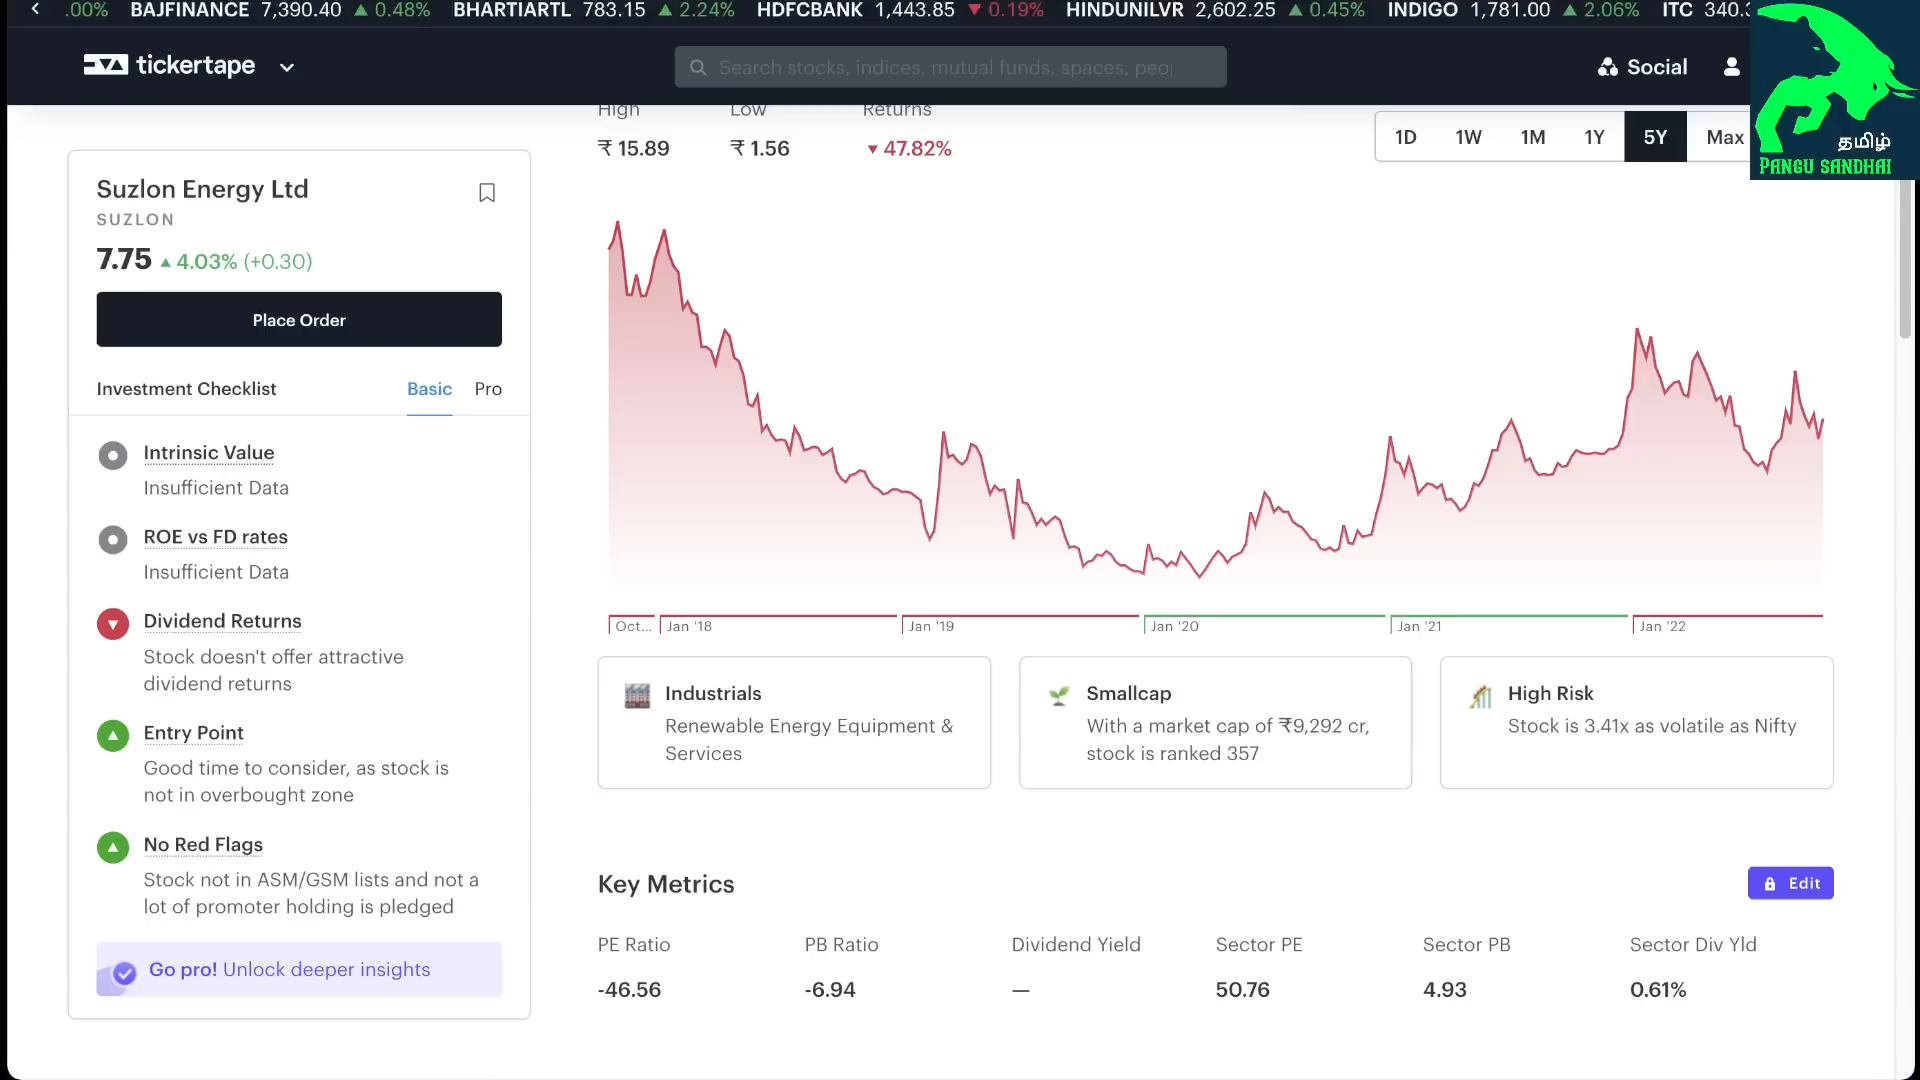 .00% BAJFINANCE 7,390.40 ▲ 0.48% BHARTIARTL 783.15 ▲ 2.24% HDFCBANK 1,443.85 ▼ 0.19% HINDUNILVR 2,602.25 ▲ 0.45% INDIGO 1,781.00 ▲ 2.06% ITC 340.3
tickertape
Search stocks, indices, mutual funds, spaces, peo
Social
தமிழ்
PANGU SANDHAI
High Low Returns
₹ 15.89 ₹ 1.56 ▼ 47.82%
1D 1W 1M 1Y 5Y Max
Suzlon Energy Ltd
SUZLON
7.75 ▲ 4.03% (+0.30)
Place Order
Investment Checklist Basic Pro
Intrinsic Value
Insufficient Data
ROE vs FD rates
Insufficient Data
Dividend Returns
Stock doesn't offer attractive
dividend returns
Entry Point
Good time to consider, as stock is
not in overbought zone
No Red Flags
Stock not in ASM/GSM lists and not a
lot of promoter holding is pledged
Go pro! Unlock deeper insights
Oct... Jan '18 Jan '19 Jan '20 Jan '21 Jan '22
Industrials
Renewable Energy Equipment &
Services
Smallcap
With a market cap of ₹9,292 cr,
stock is ranked 357
High Risk
Stock is 3.41x as volatile as Nifty
Key Metrics
Edit
PE Ratio PB Ratio Dividend Yield Sector PE Sector PB Sector Div Yld
-46.56 -6.94 — 50.76 4.93 0.61%